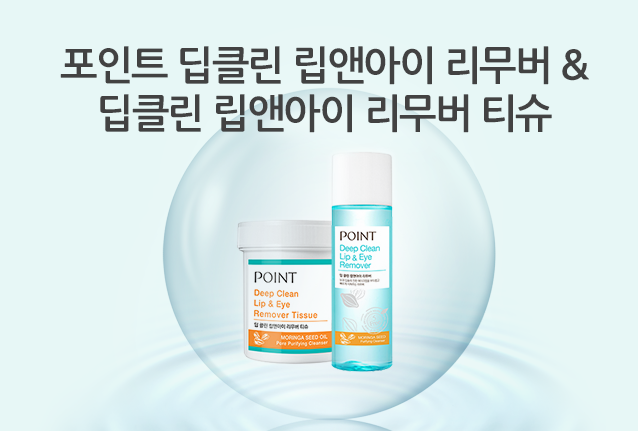 포인트 딥클린 립앤아이 리무버 &
딥클린 립앤아이 리무버 티슈
POINT
Deep Clean
Lip & Eye
Remover Tissue
딥 클린 립앤아이 리무버 티슈
MORINGA SEED OIL
Pore Purifying Cleanser
POINT
Deep Clean
Lip & Eye
Remover
딥 클린 립앤아이 리무버
MORINGA SEED
Purifying Cleanser